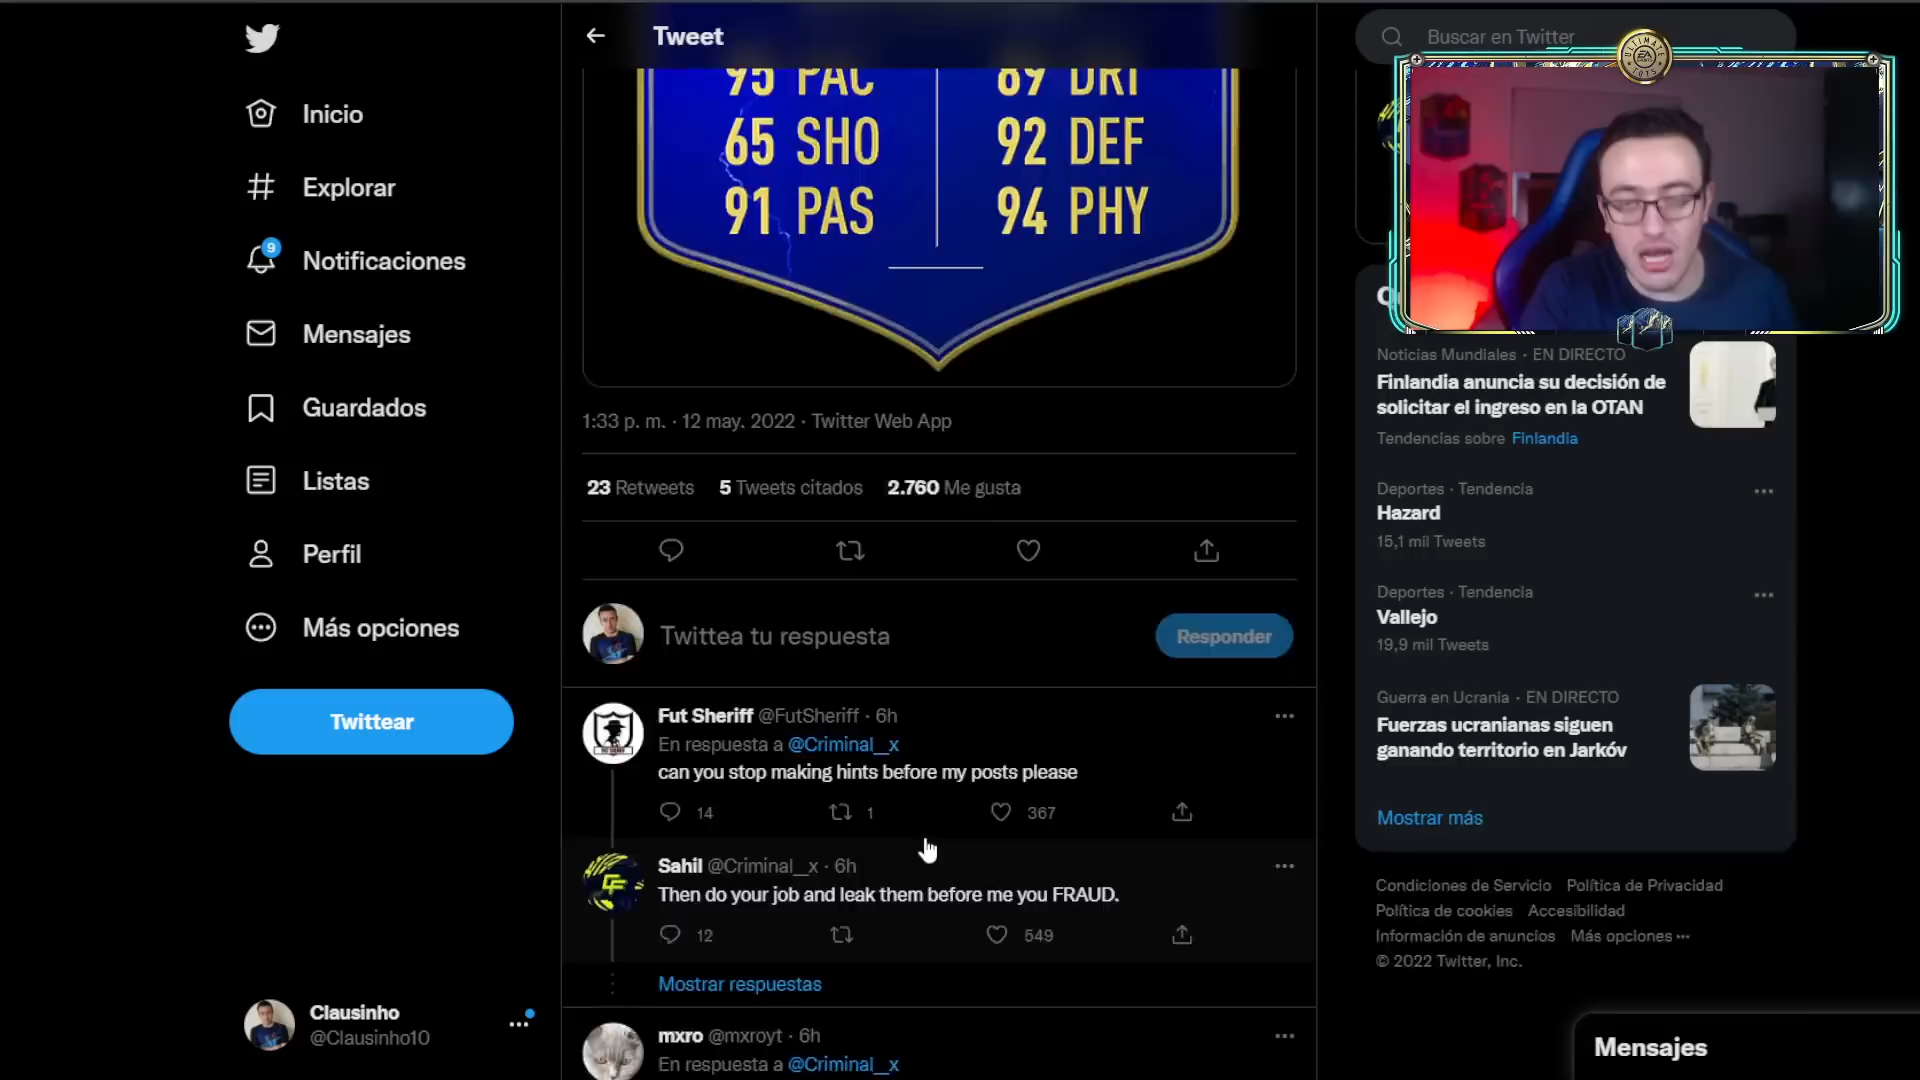 Tweet
Buscar en Twitter
ULTIMATE
EA SPORTS
TOTS
95 PAC
89 DRI
65 SHO
92 DEF
91 PAS
94 PHY
Inicio
Explorar
9
Notificaciones
Mensajes
Guardados
Listas
Perfil
Más opciones
Twittear
Clausinho
@Clausinho10
1:33 p. m. · 12 may. 2022 · Twitter Web App
23 Retweets 5 Tweets citados 2.760 Me gusta
Twittea tu respuesta
Responder
Fut Sheriff @FutSheriff · 6h
En respuesta a @Criminal__x
can you stop making hints before my posts please
14 1 367
Sahil @Criminal__x · 6h
Then do your job and leak them before me you FRAUD.
12 549
Mostrar respuestas
mxro @mxroyt · 6h
En respuesta a @Criminal__x
Noticias Mundiales · EN DIRECTO
Finlandia anuncia su decisión de
solicitar el ingreso en la OTAN
Tendencias sobre Finlandia
Deportes · Tendencia
Hazard
15,1 mil Tweets
Deportes · Tendencia
Vallejo
19,9 mil Tweets
Guerra en Ucrania · EN DIRECTO
Fuerzas ucranianas siguen
ganando territorio en Jarkóv
Mostrar más
Condiciones de Servicio Política de Privacidad
Política de cookies Accesibilidad
Información de anuncios Más opciones ···
© 2022 Twitter, Inc.
Mensajes